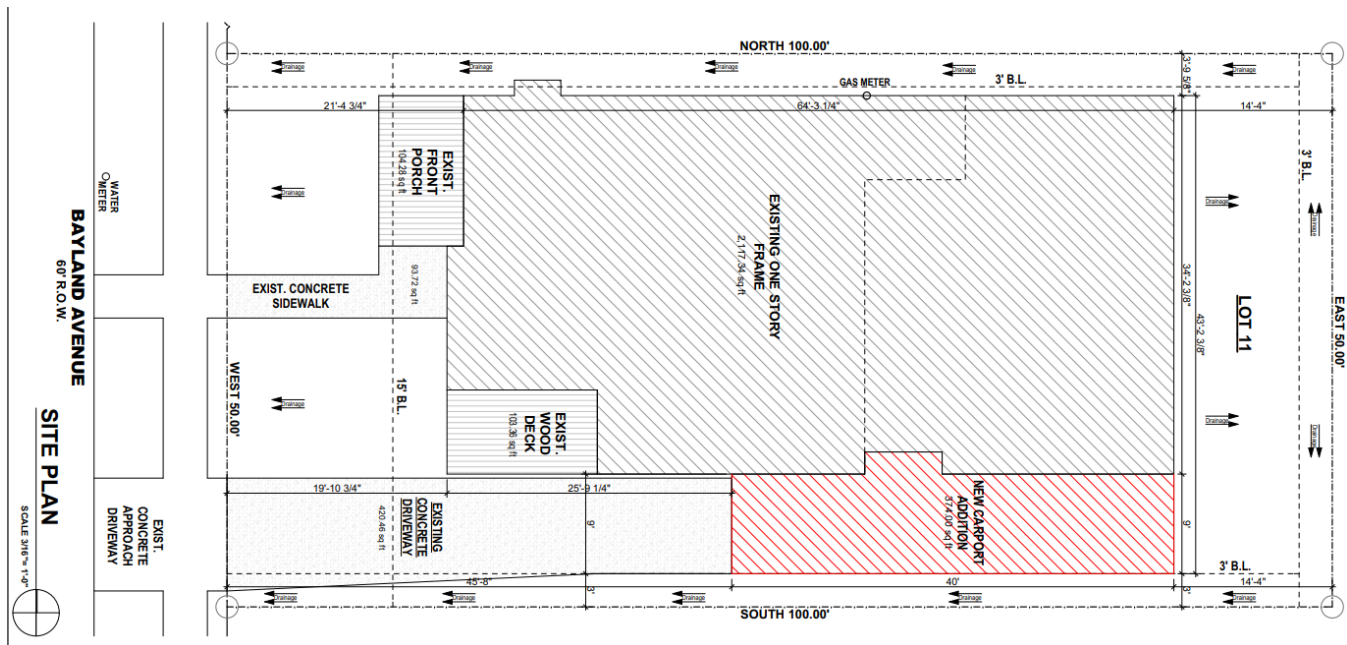 NORTH 100.00'
Drainage
Drainage
Drainage
Drainage
Drainage
3'-9 5/8"
GAS METER
3' B.L.
21'-4 3/4"
64'-3 1/4"
14'-4"
EXIST.
FRONT
PORCH
104.28 sq ft
3' B.L.
WATER
METER
Drainage
Drainage
Drainage
BAYLAND AVENUE
60' R.O.W.
EXISTING ONE STORY
FRAME
2,117.34 sq ft
EXIST. CONCRETE
SIDEWALK
93.72 sq ft
34'-2 3/8"
43'-2 3/8"
LOT 11
EAST 50.00'
WEST 50.00'
15' B.L.
Drainage
EXIST.
WOOD
DECK
103.36 sq ft
Drainage
Drainage
SITE PLAN
SCALE 3/16"= 1'-0"
EXIST.
CONCRETE
APPROACH
DRIVEWAY
19'-10 3/4"
25'-9 1/4"
EXISTING
CONCRETE
DRIVEWAY
420.46 sq ft
9'
NEW CARPORT
ADDITION
374.00 sq ft
9'
3' B.L.
45'-8"
3'
40'
3'
14'-4"
Drainage
Drainage
Drainage
Drainage
Drainage
SOUTH 100.00'